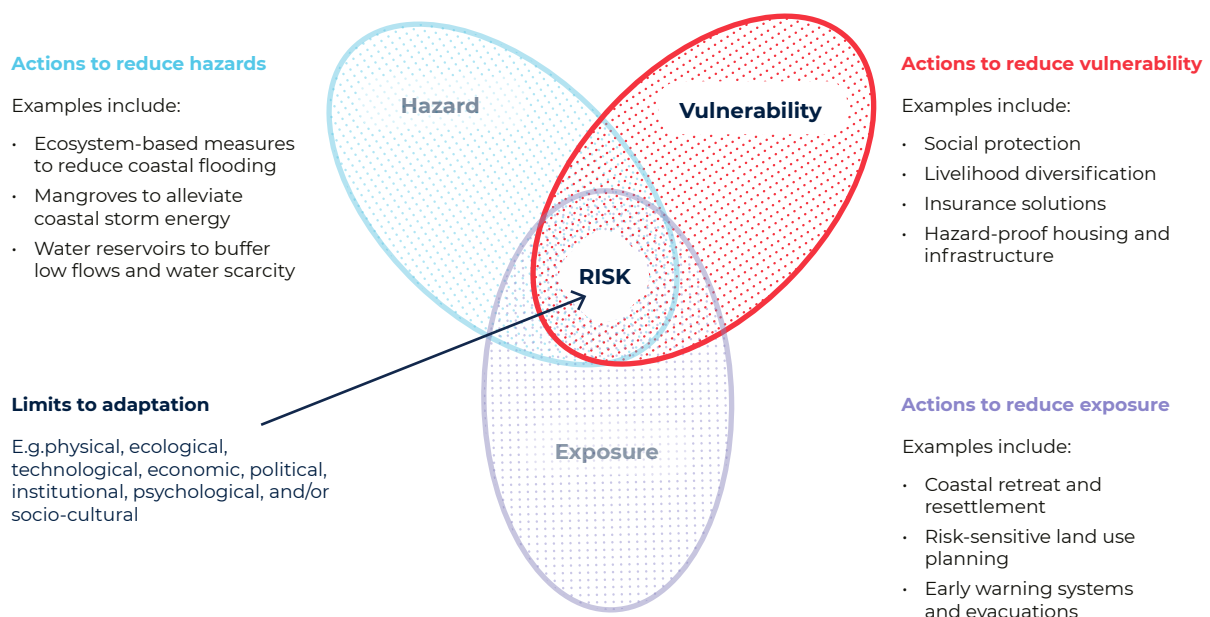 Actions to reduce hazards
Examples include:
· Ecosystem-based measures
to reduce coastal flooding
· Mangroves to alleviate
coastal storm energy
· Water reservoirs to buffer
low flows and water scarcity
Limits to adaptation
E.g.physical, ecological,
technological, economic, political,
institutional, psychological, and/or
socio-cultural
Hazard
Vulnerability
RISK
Exposure
Actions to reduce vulnerability
Examples include:
· Social protection
· Livelihood diversification
· Insurance solutions
· Hazard-proof housing and
infrastructure
Actions to reduce exposure
Examples include:
· Coastal retreat and
resettlement
· Risk-sensitive land use
planning
· Early warning systems
and evacuations